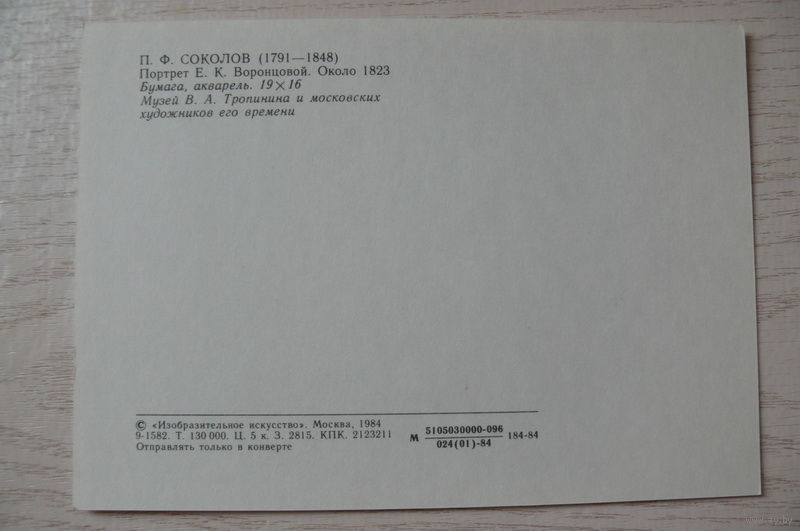 П. Ф. СОКОЛОВ (1791—1848)
Портрет Е. К. Воронцовой. Около 1823
Бумага, акварель. 19×16
Музей В. А. Тропинина и московских
художников его времени
© «Изобразительное искусство». Москва, 1984
9-1582. Т. 130 000. Ц. 5 к. З. 2815. КПК. 2123211
Отправлять только в конверте
М 5105030000-096 184-84
024(01)-84